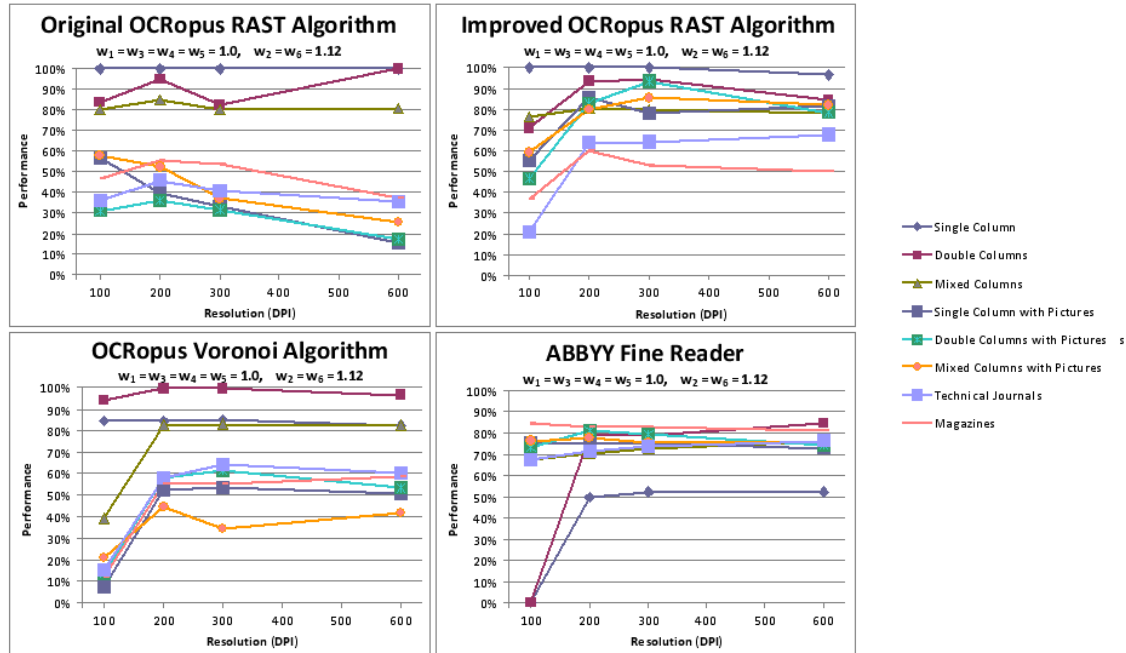 Original OCRopus RAST Algorithm
w1 = w3 = w4 = w5 = 1.0, w2 = w6 = 1.12
100%
90%
80%
70%
60%
50%
40%
30%
20%
10%
0%
Performance
100 200 300 400 500 600
Resolution (DPI)
Improved OCRopus RAST Algorithm
w1 = w3 = w4 = w5 = 1.0, w2 = w6 = 1.12
100%
90%
80%
70%
60%
50%
40%
30%
20%
10%
0%
Performance
100 200 300 400 500 600
Resolution (DPI)
OCRopus Voronoi Algorithm
w1 = w3 = w4 = w5 = 1.0, w2 = w6 = 1.12
100%
90%
80%
70%
60%
50%
40%
30%
20%
10%
0%
Performance
100 200 300 400 500 600
Resolution (DPI)
ABBYY Fine Reader
w1 = w3 = w4 = w5 = 1.0, w2 = w6 = 1.12
100%
90%
80%
70%
60%
50%
40%
30%
20%
10%
0%
Performance
100 200 300 400 500 600
Resolution (DPI)
Single Column
Double Columns
Mixed Columns
Single Column with Pictures
Double Columns with Pictures s
Mixed Columns with Pictures
Technical Journals
Magazines